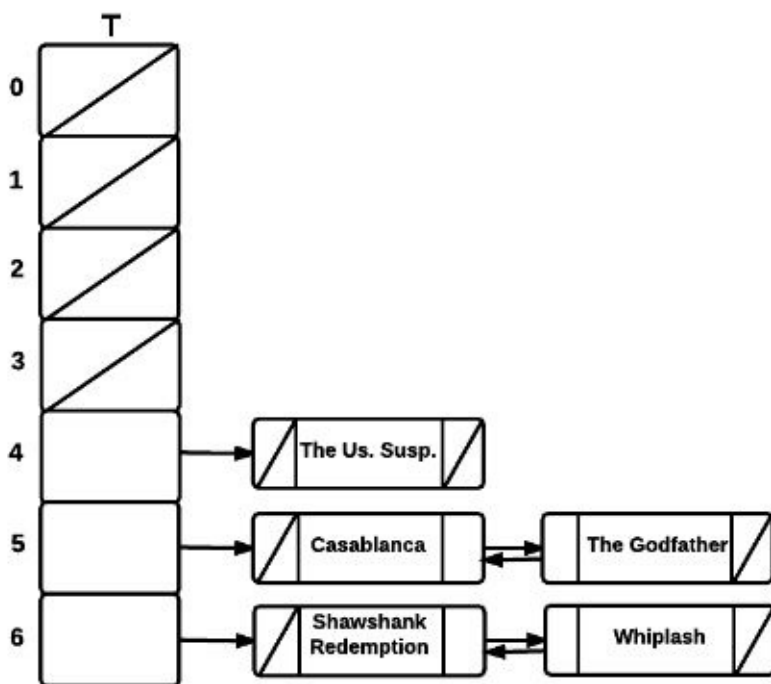 T
0
1
2
3
4
The Us. Susp.
5
Casablanca
The Godfather
6
Shawshank
Redemption
Whiplash